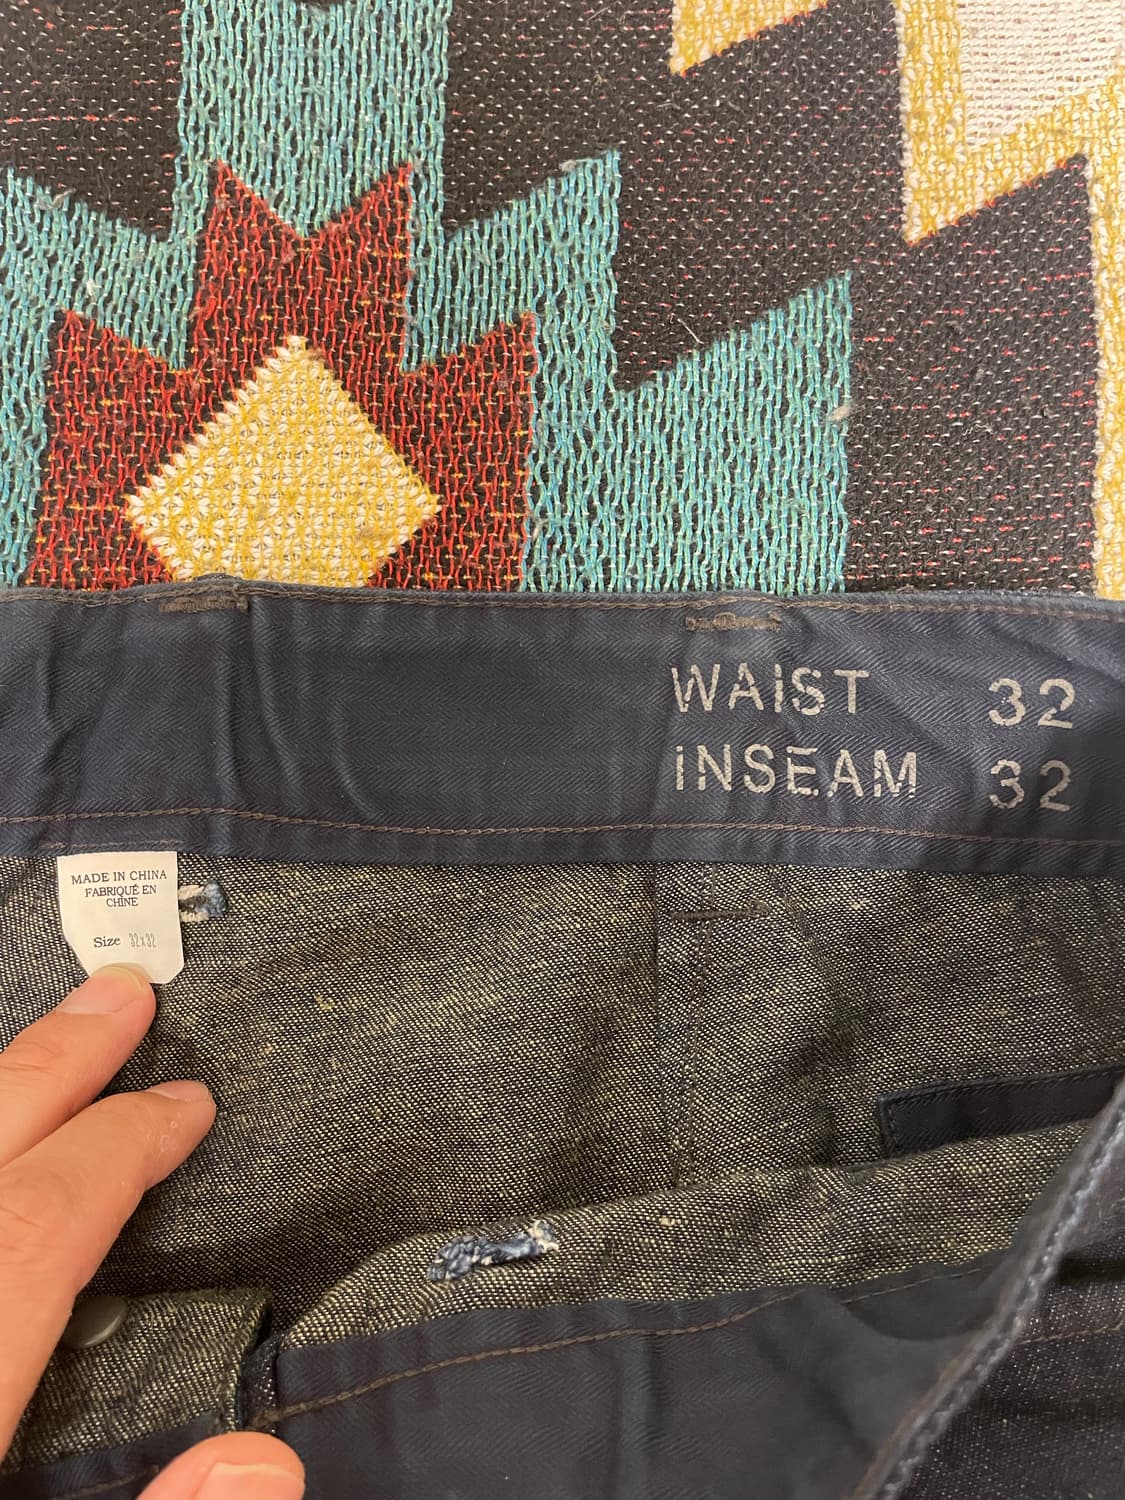 WAIST 32
iNSEAM 32
MADE IN CHINA
FABRIQUÉ EN
CHINE
Size 32x32